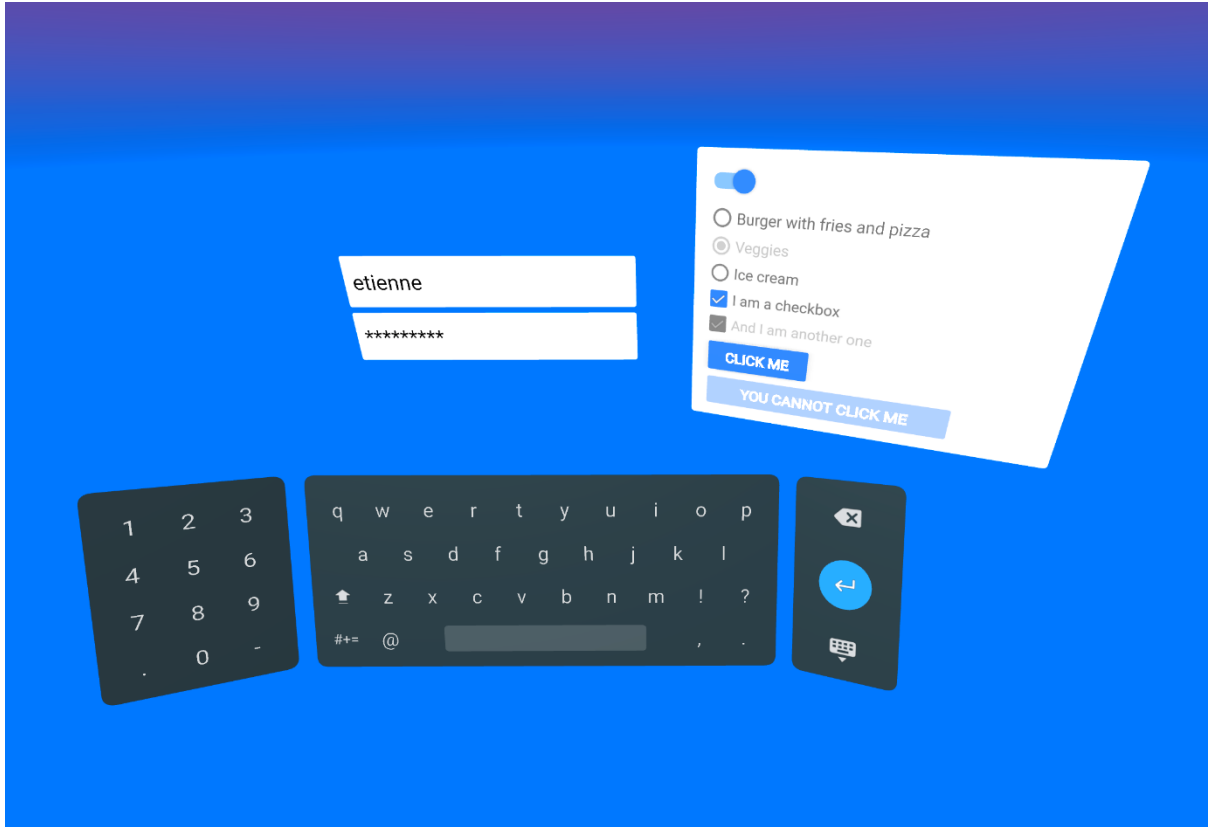 Burger with fries and pizza
Veggies
Ice cream
I am a checkbox
And I am another one
CLICK ME
YOU CANNOT CLICK ME
etienne
*********
1 2 3
4 5 6
7 8 9
. 0 -
q w e r t y u i o p
a s d f g h j k l
z x c v b n m ! ?
#+= @ , .